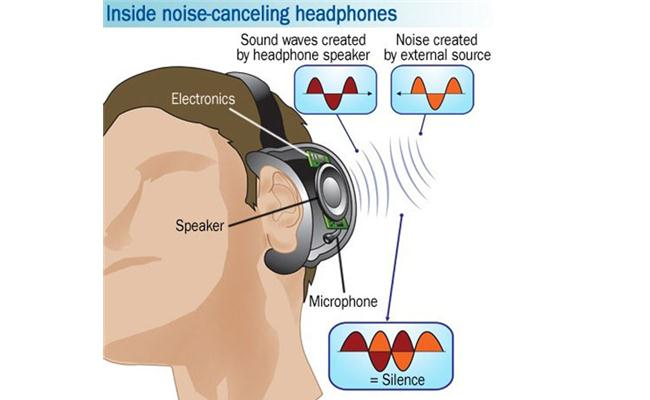 Inside noise-canceling headphones
Sound waves created
by headphone speaker
Noise created
by external source
Electronics
Speaker
Microphone
= Silence